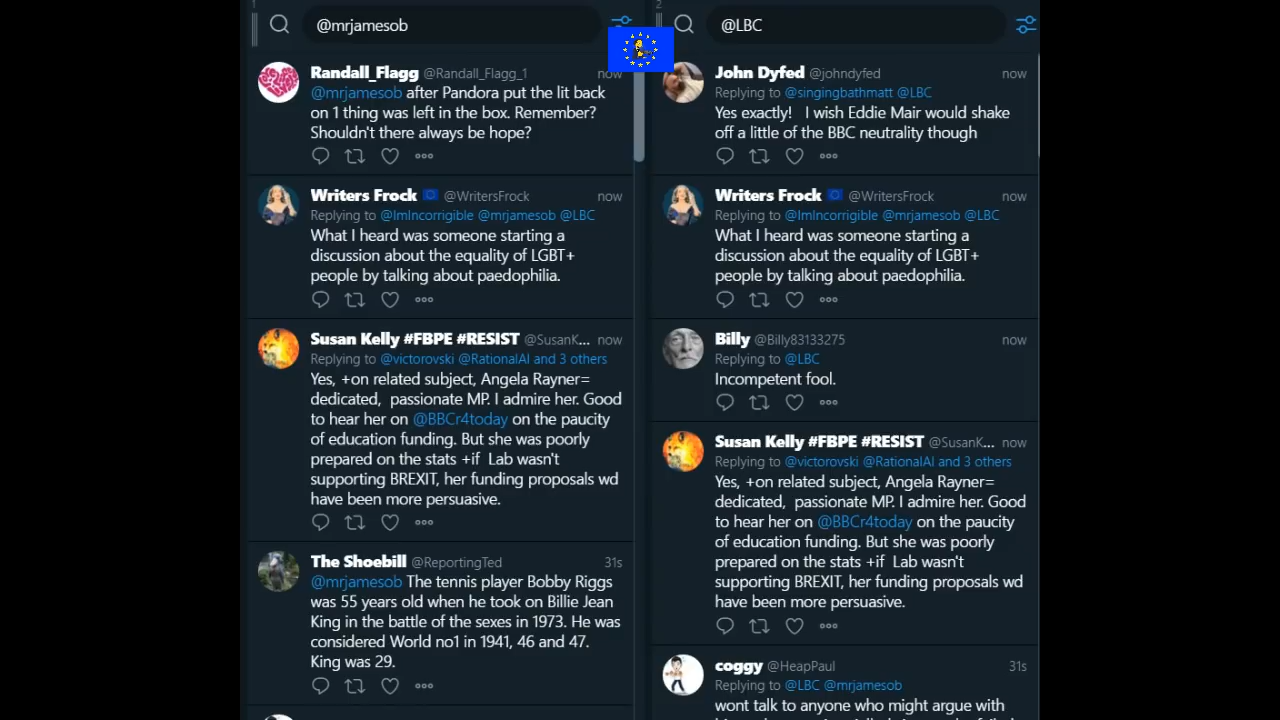 1
@mrjamesob
Randall_Flagg @Randall_Flagg_1 now
@mrjamesob after Pandora put the lit back
on 1 thing was left in the box. Remember?
Shouldn't there always be hope?
Writers Frock @WritersFrock now
Replying to @ImIncorrigible @mrjamesob @LBC
What I heard was someone starting a
discussion about the equality of LGBT+
people by talking about paedophilia.
Susan Kelly #FBPE #RESIST @SusanK... now
Replying to @victorovski @RationalAI and 3 others
Yes, +on related subject, Angela Rayner=
dedicated, passionate MP. I admire her. Good
to hear her on @BBCr4today on the paucity
of education funding. But she was poorly
prepared on the stats +if Lab wasn't
supporting BREXIT, her funding proposals wd
have been more persuasive.
The Shoebill @ReportingTed 31s
@mrjamesob The tennis player Bobby Riggs
was 55 years old when he took on Billie Jean
King in the battle of the sexes in 1973. He was
considered World no1 in 1941, 46 and 47.
King was 29.
2
@LBC
John Dyfed @johndyfed now
Replying to @singingbathmatt @LBC
Yes exactly! I wish Eddie Mair would shake
off a little of the BBC neutrality though
Writers Frock @WritersFrock now
Replying to @ImIncorrigible @mrjamesob @LBC
What I heard was someone starting a
discussion about the equality of LGBT+
people by talking about paedophilia.
Billy @Billy83133275 now
Replying to @LBC
Incompetent fool.
Susan Kelly #FBPE #RESIST @SusanK... now
Replying to @victorovski @RationalAI and 3 others
Yes, +on related subject, Angela Rayner=
dedicated, passionate MP. I admire her. Good
to hear her on @BBCr4today on the paucity
of education funding. But she was poorly
prepared on the stats +if Lab wasn't
supporting BREXIT, her funding proposals wd
have been more persuasive.
coggy @HeapPaul 31s
Replying to @LBC @mrjamesob
wont talk to anyone who might argue with